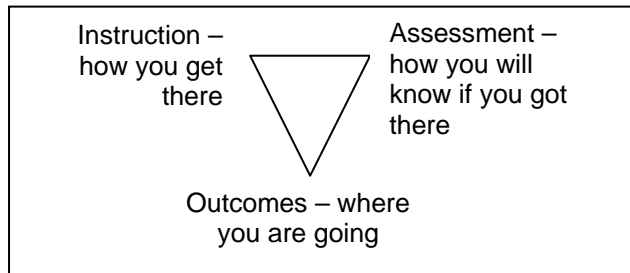 Instruction –
how you get
there
Assessment –
how you will
know if you got
there
Outcomes – where
you are going